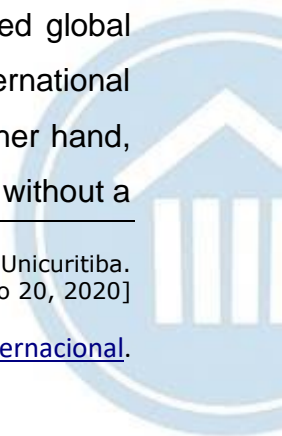 ed global
ernational
her hand,
without a
Unicuritiba.
o 20, 2020]
ernacional.